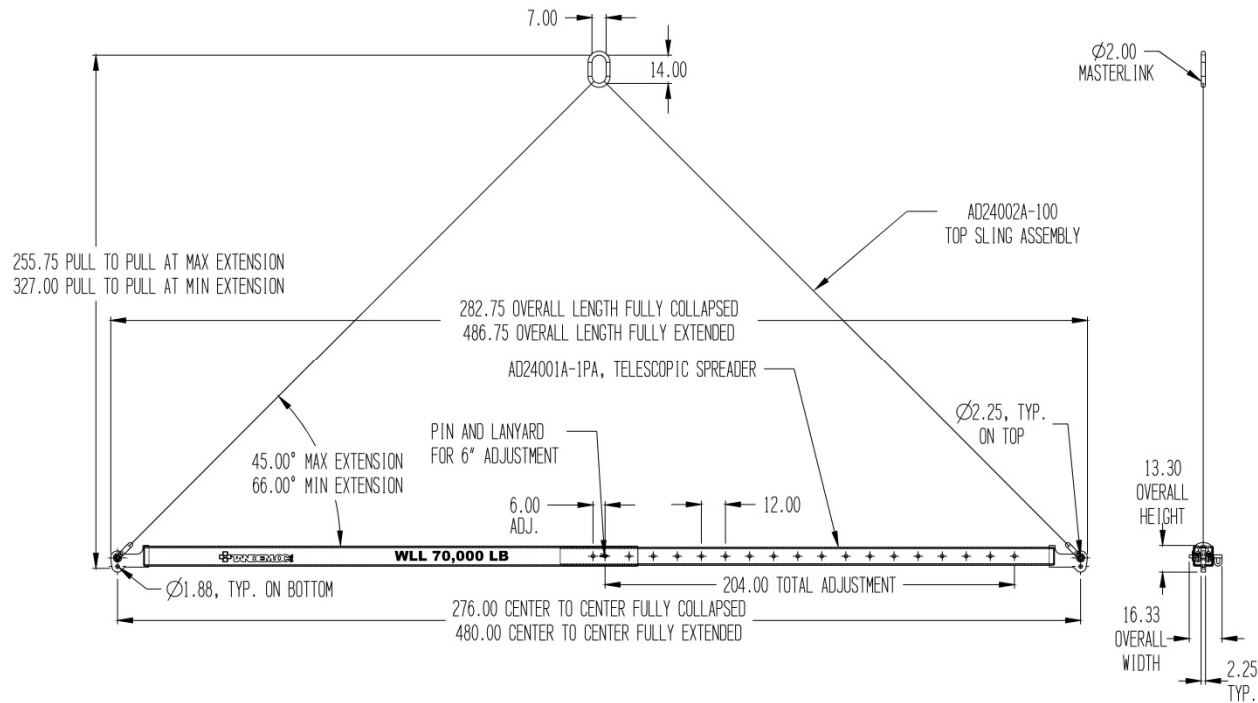 7.00
14.00
Ø2.00
MASTERLINK
AD24002A-100
TOP SLING ASSEMBLY
255.75 PULL TO PULL AT MAX EXTENSION
327.00 PULL TO PULL AT MIN EXTENSION
282.75 OVERALL LENGTH FULLY COLLAPSED
486.75 OVERALL LENGTH FULLY EXTENDED
AD24001A-1PA, TELESCOPIC SPREADER
Ø2.25, TYP.
ON TOP
PIN AND LANYARD
FOR 6" ADJUSTMENT
45.00° MAX EXTENSION
66.00° MIN EXTENSION
6.00
ADJ.
12.00
13.30
OVERALL
HEIGHT
TANDEMLOC
WLL 70,000 LB
Ø1.88, TYP. ON BOTTOM
204.00 TOTAL ADJUSTMENT
276.00 CENTER TO CENTER FULLY COLLAPSED
480.00 CENTER TO CENTER FULLY EXTENDED
16.33
OVERALL
WIDTH
2.25
TYP.